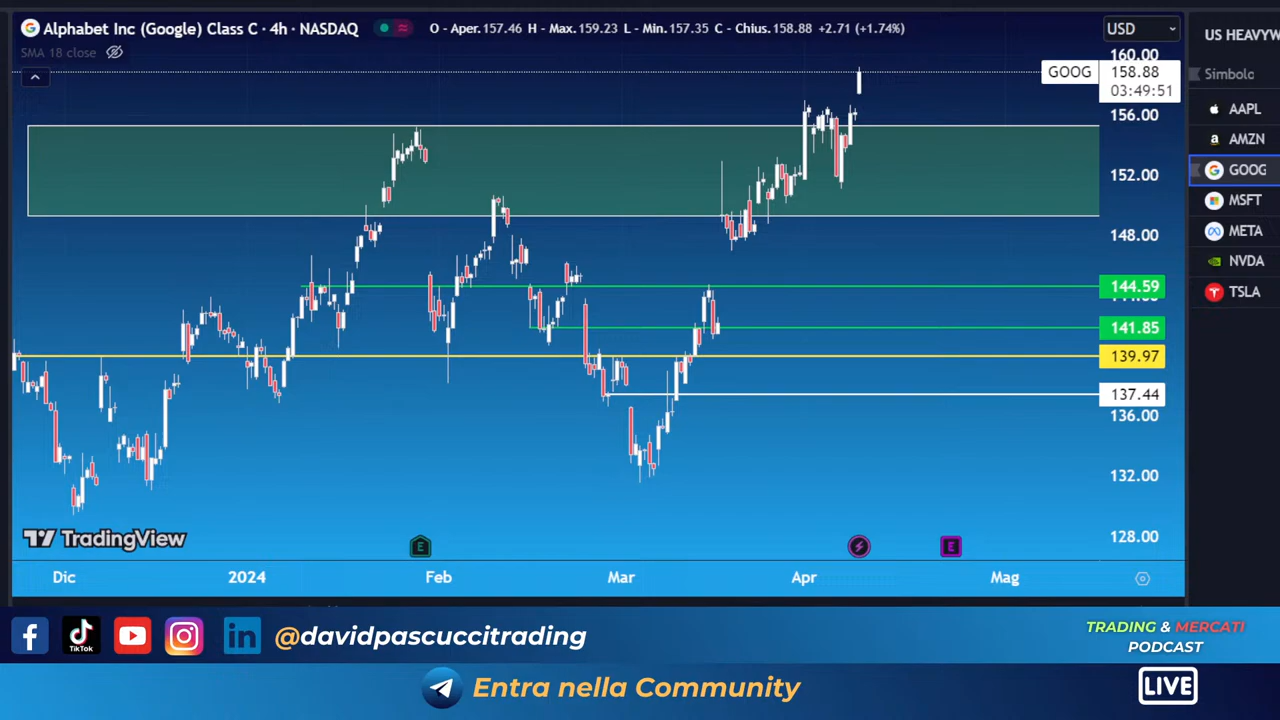 Alphabet Inc (Google) Class C · 4h · NASDAQ
O - Aper.157.46 H - Max.159.23 L - Min.157.35 C - Chius.158.88 +2.71 (+1.74%)
USD
SMA 18 close
160.00
GOOG 158.88
03:49:51
156.00
152.00
148.00
144.59
141.85
139.97
137.44
136.00
132.00
128.00
TradingView
E
E
Dic 2024 Feb Mar Apr Mag
Simbolo
AAPL
AMZN
GOOG
MSFT
META
NVDA
TSLA
TikTok
@davidpascuccitrading
TRADING & MERCATI
PODCAST
Entra nella Community
LIVE